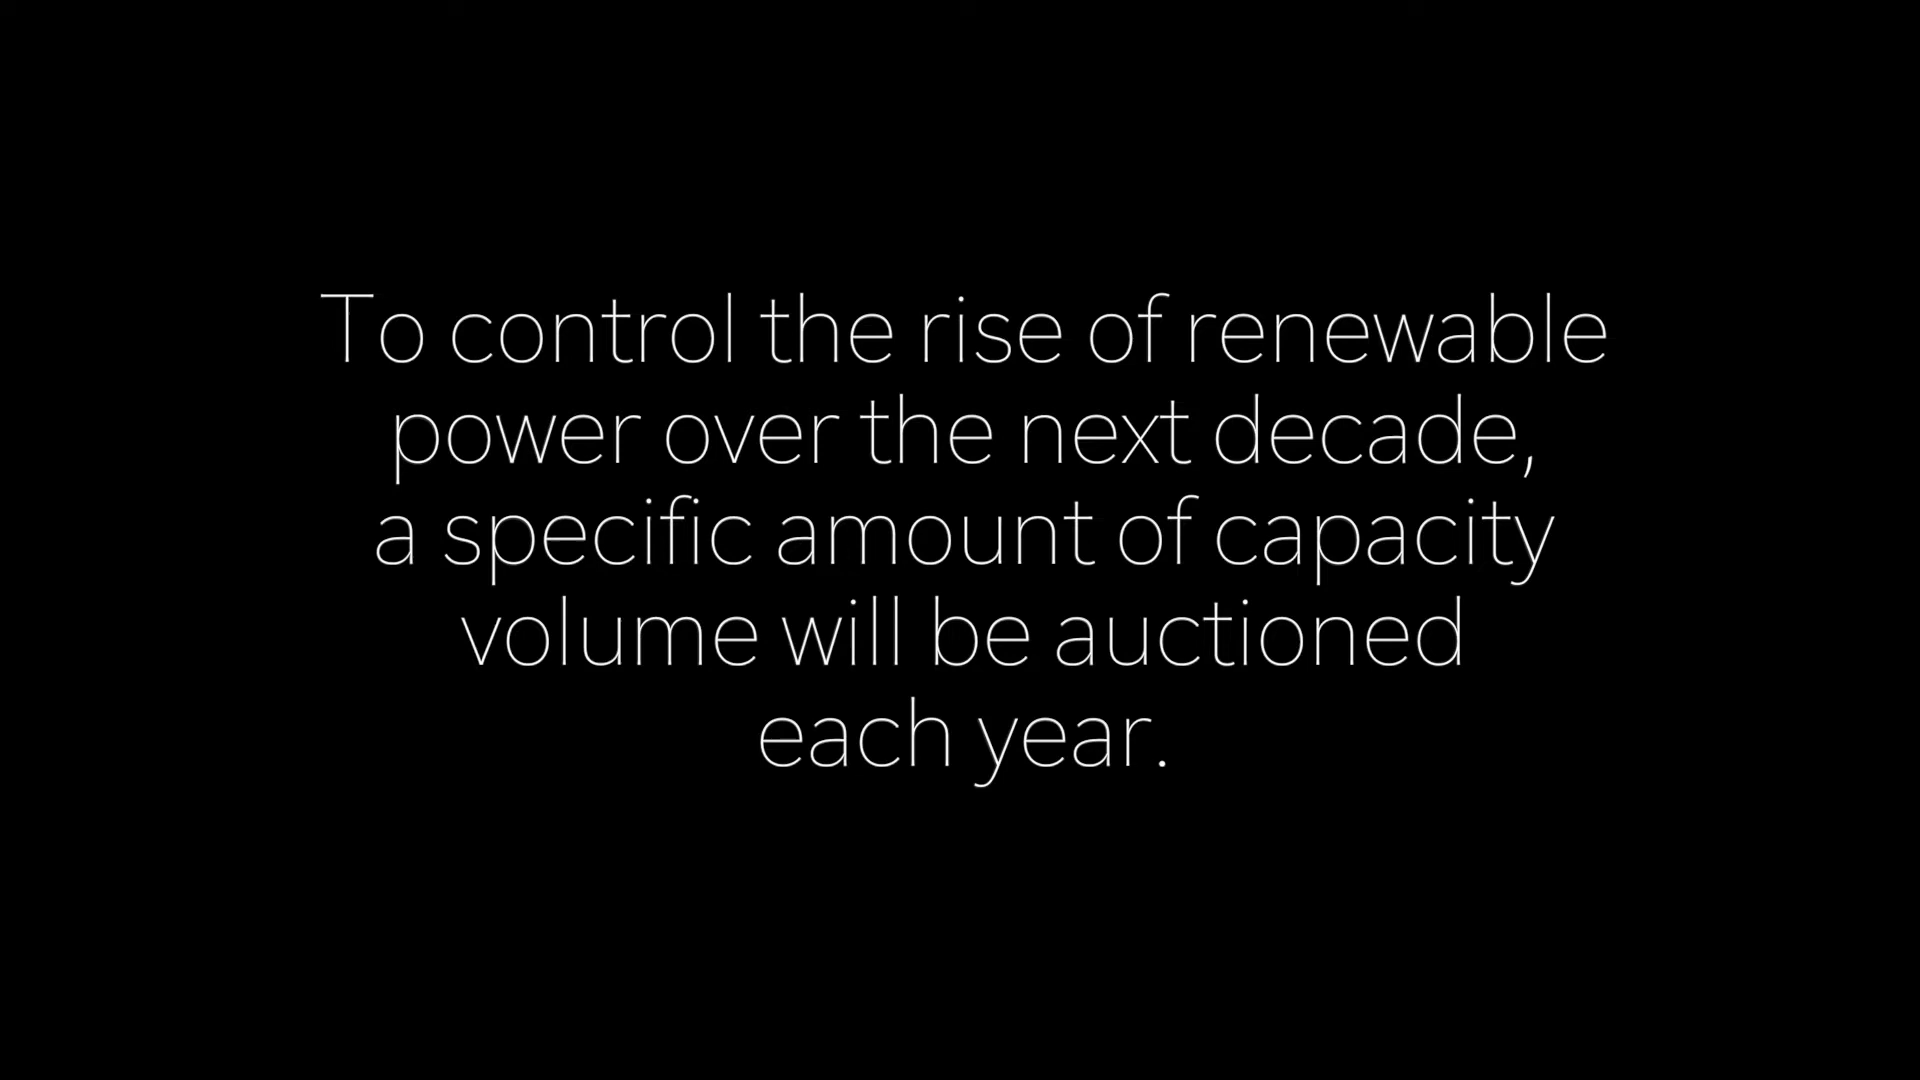 To control the rise of renewable
power over the next decade,
a specific amount of capacity
volume will be auctioned
each year.